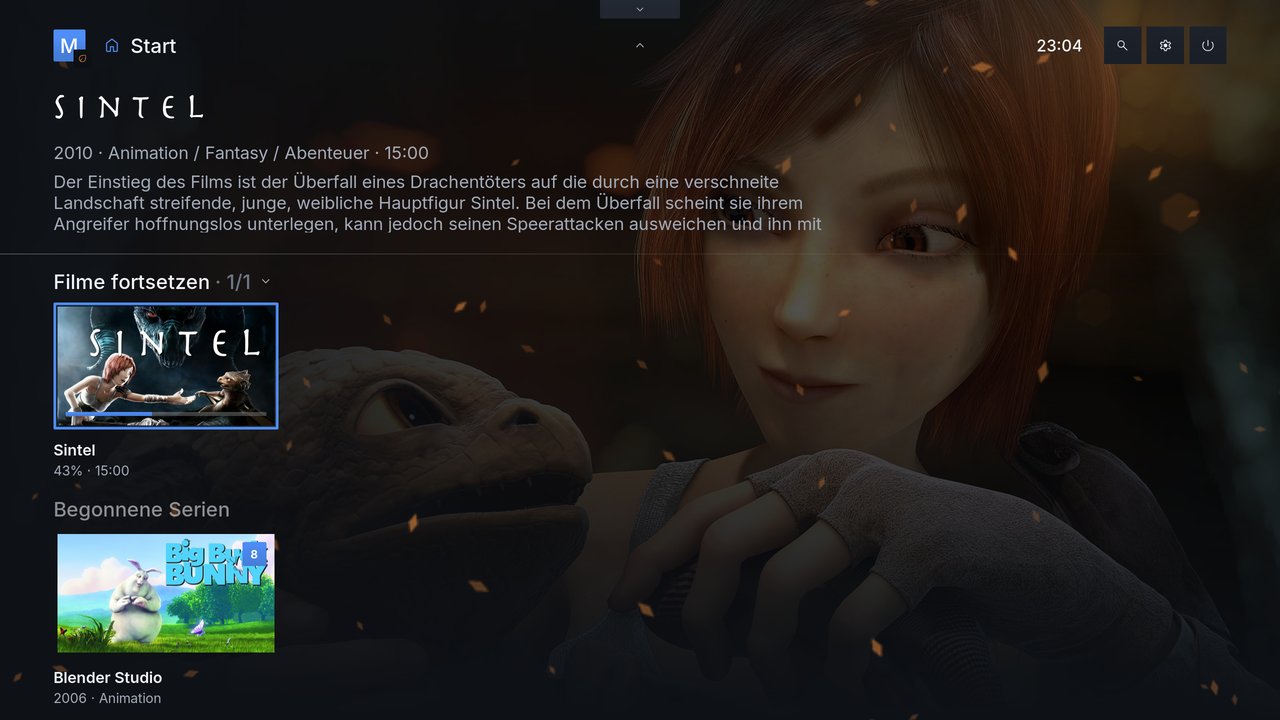 M
Start
23:04
SINTEL
2010 · Animation / Fantasy / Abenteuer · 15:00
Der Einstieg des Films ist der Überfall eines Drachentöters auf die durch eine verschneite
Landschaft streifende, junge, weibliche Hauptfigur Sintel. Bei dem Überfall scheint sie ihrem
Angreifer hoffnungslos unterlegen, kann jedoch seinen Speerattacken ausweichen und ihn mit
Filme fortsetzen · 1/1
SINTEL
Sintel
43% · 15:00
Begonnene Serien
8
BUNNY
Blender Studio
2006 · Animation